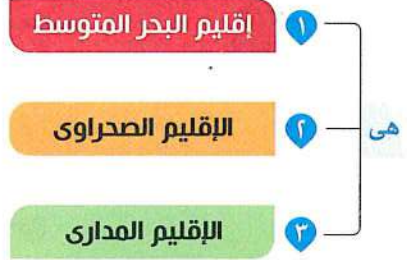 هى
١ إقليم البحر المتوسط
٢ الإقليم الصحراوى
٣ الإقليم المدارى